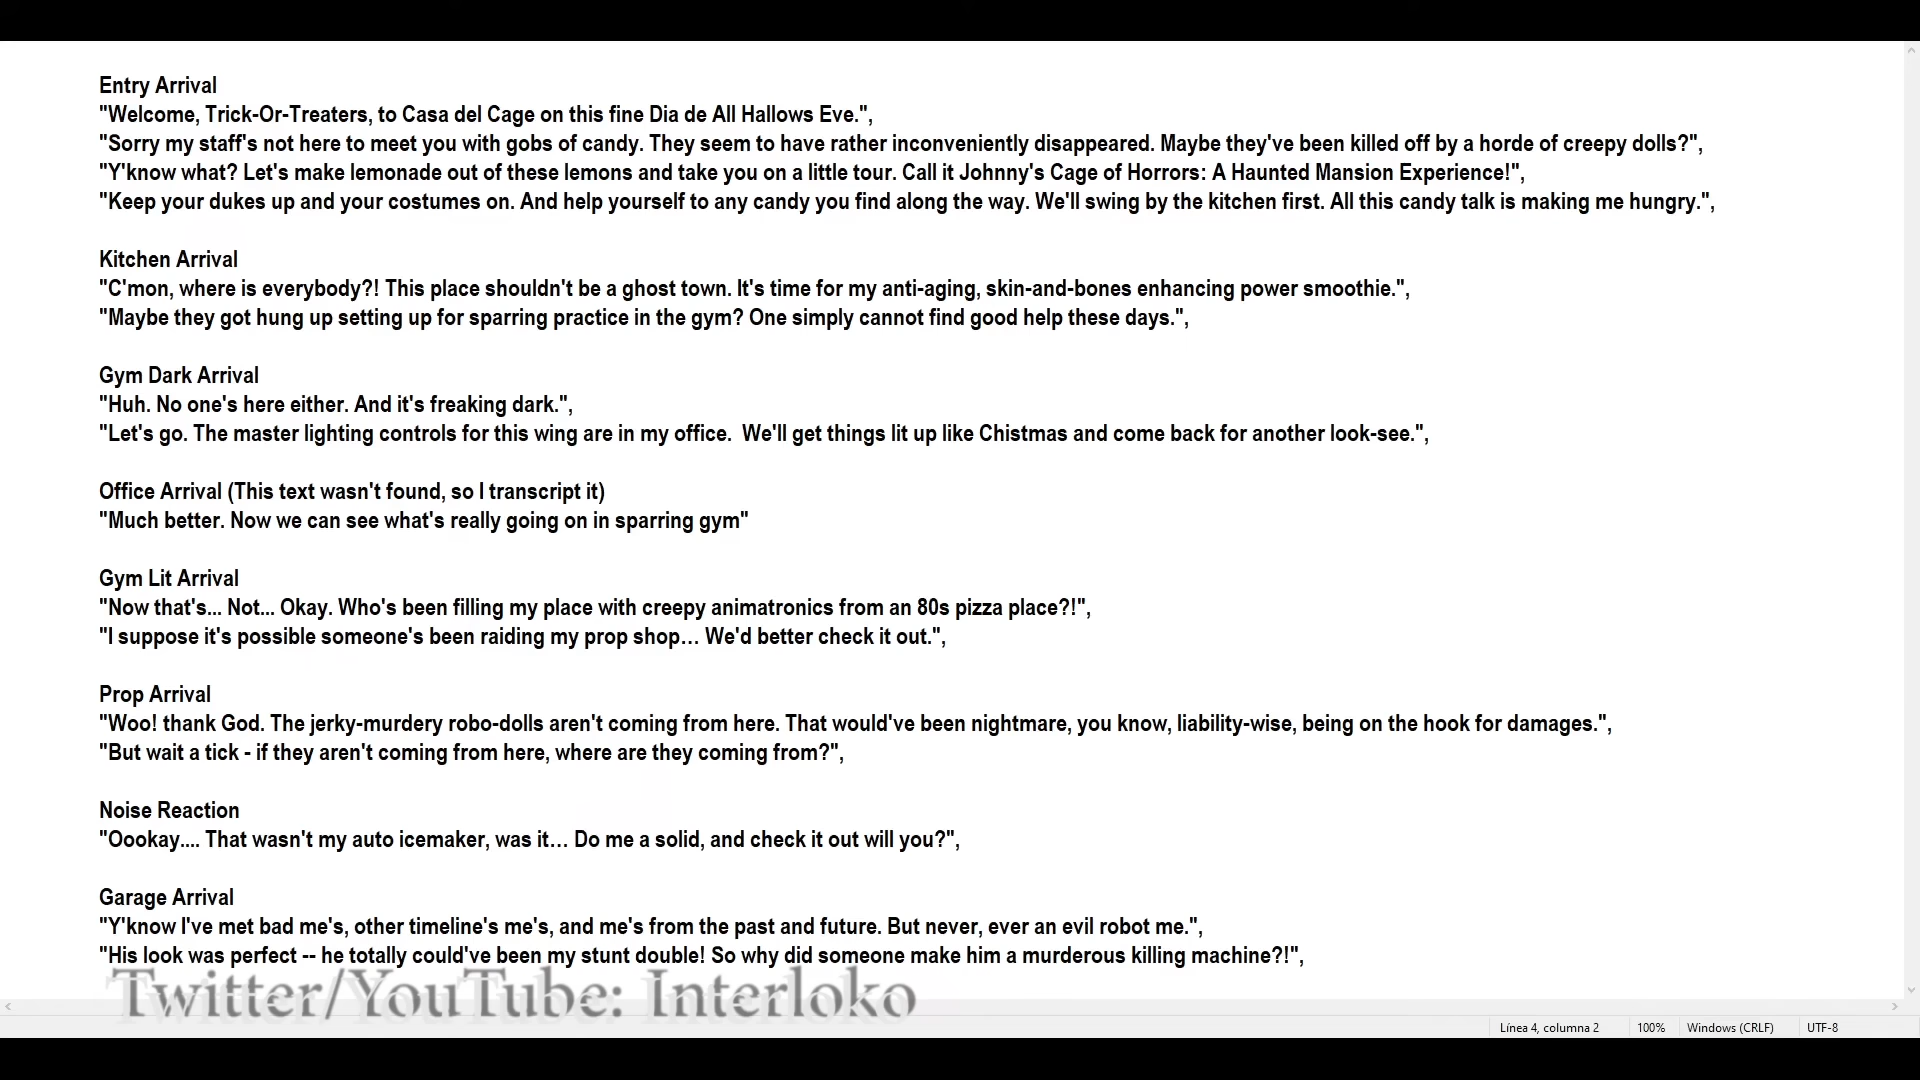 Entry Arrival
"Welcome, Trick-Or-Treaters, to Casa del Cage on this fine Dia de All Hallows Eve.",
"Sorry my staff's not here to meet you with gobs of candy. They seem to have rather inconveniently disappeared. Maybe they've been killed off by a horde of creepy dolls?",
"Y'know what? Let's make lemonade out of these lemons and take you on a little tour. Call it Johnny's Cage of Horrors: A Haunted Mansion Experience!",
"Keep your dukes up and your costumes on. And help yourself to any candy you find along the way. We'll swing by the kitchen first. All this candy talk is making me hungry.",
Kitchen Arrival
"C'mon, where is everybody?! This place shouldn't be a ghost town. It's time for my anti-aging, skin-and-bones enhancing power smoothie.",
"Maybe they got hung up setting up for sparring practice in the gym? One simply cannot find good help these days.",
Gym Dark Arrival
"Huh. No one's here either. And it's freaking dark.",
"Let's go. The master lighting controls for this wing are in my office.  We'll get things lit up like Chistmas and come back for another look-see.",
Office Arrival (This text wasn't found, so I transcript it)
"Much better. Now we can see what's really going on in sparring gym"
Gym Lit Arrival
"Now that's... Not... Okay. Who's been filling my place with creepy animatronics from an 80s pizza place?!",
"I suppose it's possible someone's been raiding my prop shop… We'd better check it out.",
Prop Arrival
"Woo! thank God. The jerky-murdery robo-dolls aren't coming from here. That would've been nightmare, you know, liability-wise, being on the hook for damages.",
"But wait a tick - if they aren't coming from here, where are they coming from?",
Noise Reaction
"Oookay.... That wasn't my auto icemaker, was it… Do me a solid, and check it out will you?",
Garage Arrival
"Y'know I've met bad me's, other timeline's me's, and me's from the past and future. But never, ever an evil robot me.",
"His look was perfect -- he totally could've been my stunt double! So why did someone make him a murderous killing machine?!",
Twitter/YouTube: Interloko
Línea 4, columna 2 100% Windows (CRLF) UTF-8